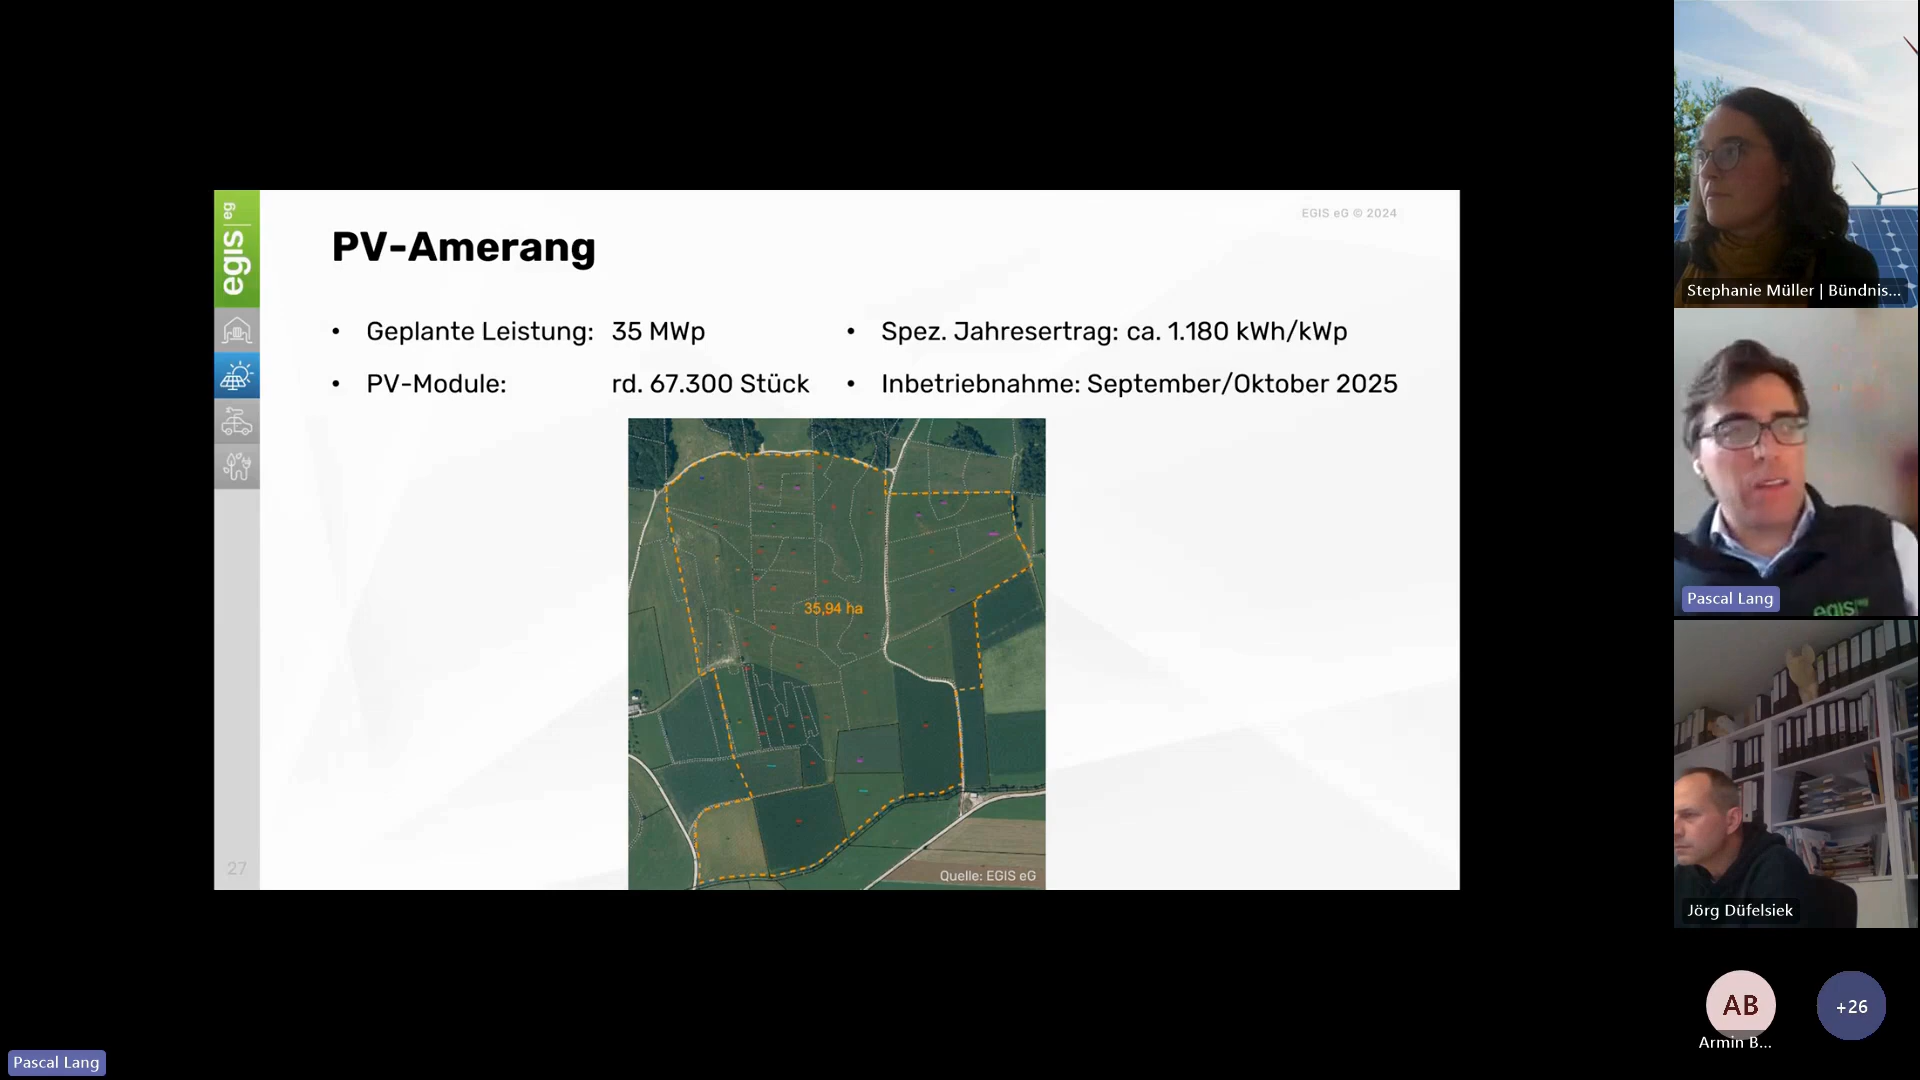 egis eg
EGIS eG © 2024
PV-Amerang
• Geplante Leistung: 35 MWp
• PV-Module: rd. 67.300 Stück
• Spez. Jahresertrag: ca. 1.180 kWh/kWp
• Inbetriebnahme: September/Oktober 2025
35,94 ha
Quelle: EGIS eG
27
Stephanie Müller | Bündnis...
egis eg
Pascal Lang
Jörg Düfelsiek
AB
+26
Armin B...
Pascal Lang